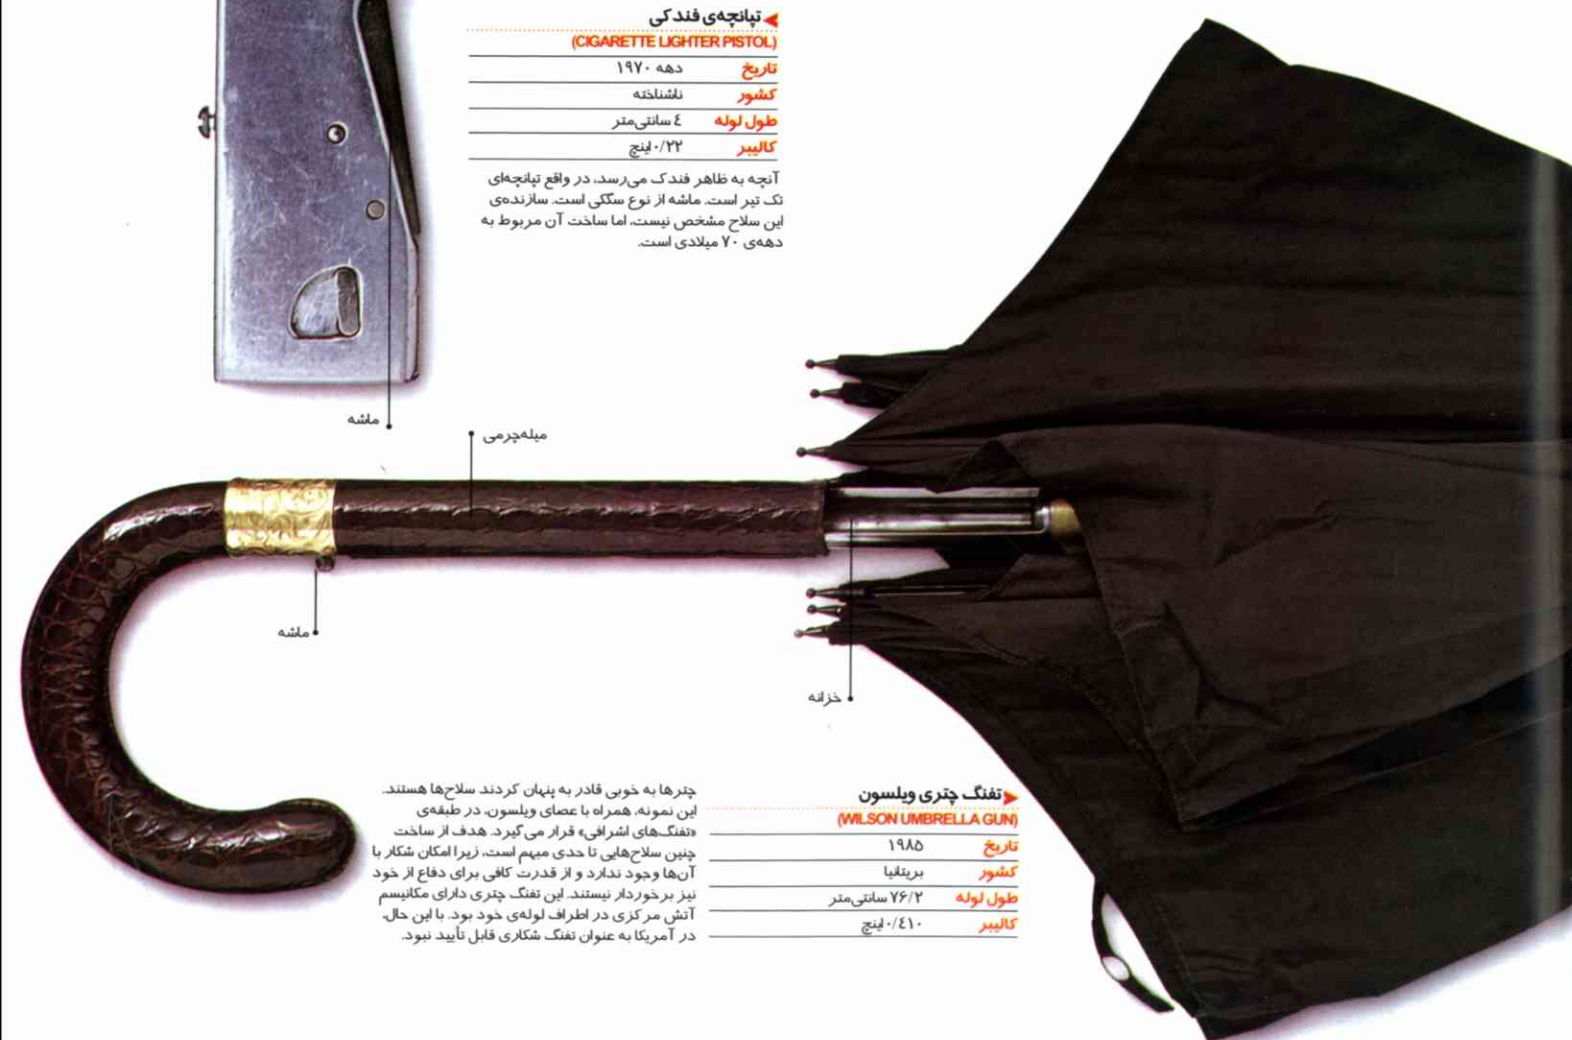 تپانچه‌ی فندکی
(CIGARETTE LIGHTER PISTOL)
تاریخ دهه ۱۹۷۰
کشور ناشناخته
طول لوله ٤ سانتی‌متر
کالیبر ۰/۲۲ اینچ
آنچه به ظاهر فندک می‌رسد، در واقع تپانچه‌ای
تک تیر است. ماشه از نوع سگکی است. سازنده‌ی
این سلاح مشخص نیست، اما ساخت آن مربوط به
دهه‌ی ۷۰ میلادی است.
ماشه
میله‌چرمی
ماشه
خزانه
تفنگ چتری ویلسون
(WILSON UMBRELLA GUN)
تاریخ ۱۹۸۵
کشور بریتانیا
طول لوله ۷۶/۲ سانتی‌متر
کالیبر ۰/٤۱۰ اینچ
چترها به خوبی قادر به پنهان کردند سلاح‌ها هستند.
این نمونه، همراه با عصای ویلسون، در طبقه‌ی
«تفنگ‌های اشرافی» قرار می‌گیرد. هدف از ساخت
چنین سلاح‌هایی تا حدی مبهم است، زیرا امکان شکار با
آن‌ها وجود ندارد و از قدرت کافی برای دفاع از خود
نیز برخوردار نیستند. این تفنگ چتری دارای مکانیسم
آتش مرکزی در اطراف لوله‌ی خود بود. با این حال،
در آمریکا به عنوان تفنگ شکاری قابل تأیید نبود.